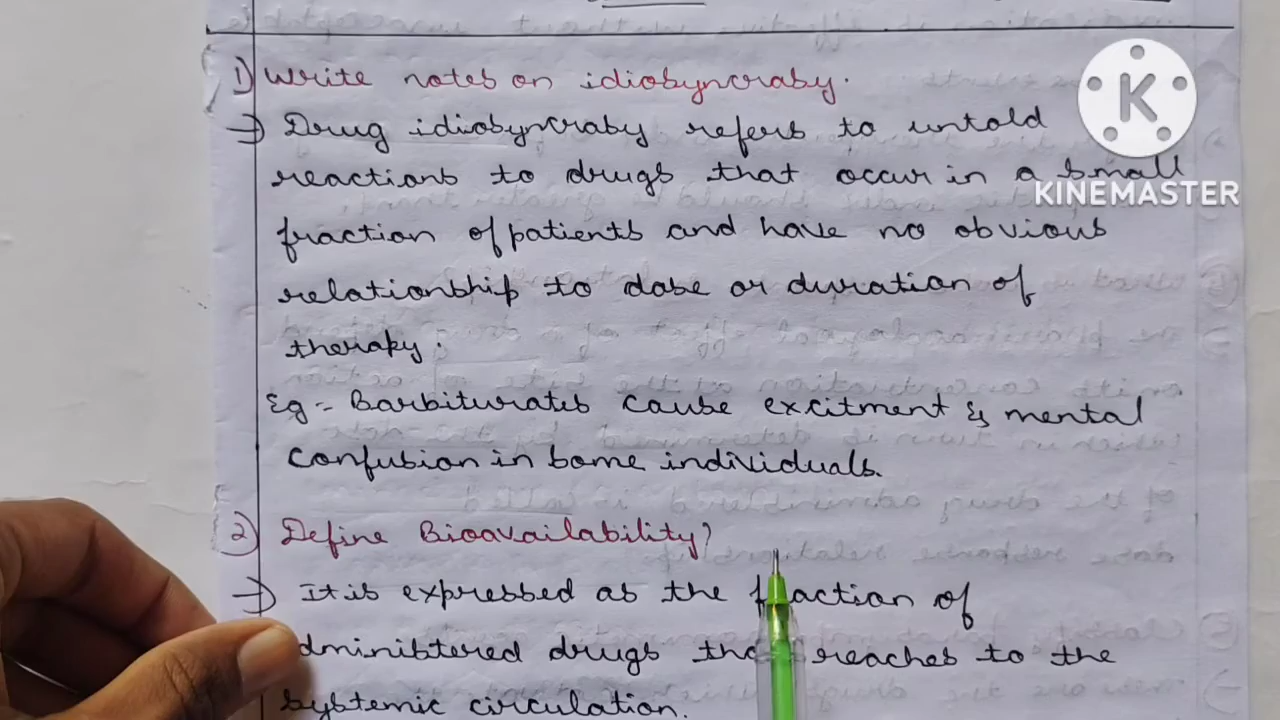 1) Write notes on idiosyncrasy.
→ Drug idiosyncrasy refers to untold
reactions to drugs that occur in a small
fraction of patients and have no obvious
relationship to dose or duration of
therapy.
Eg:- Barbiturates cause excitment & mental
confusion in some individuals.
2) Define Bioavailability?
→ It is expressed as the fraction of
administered drugs that reaches to the
systemic circulation.
K
KINEMASTER